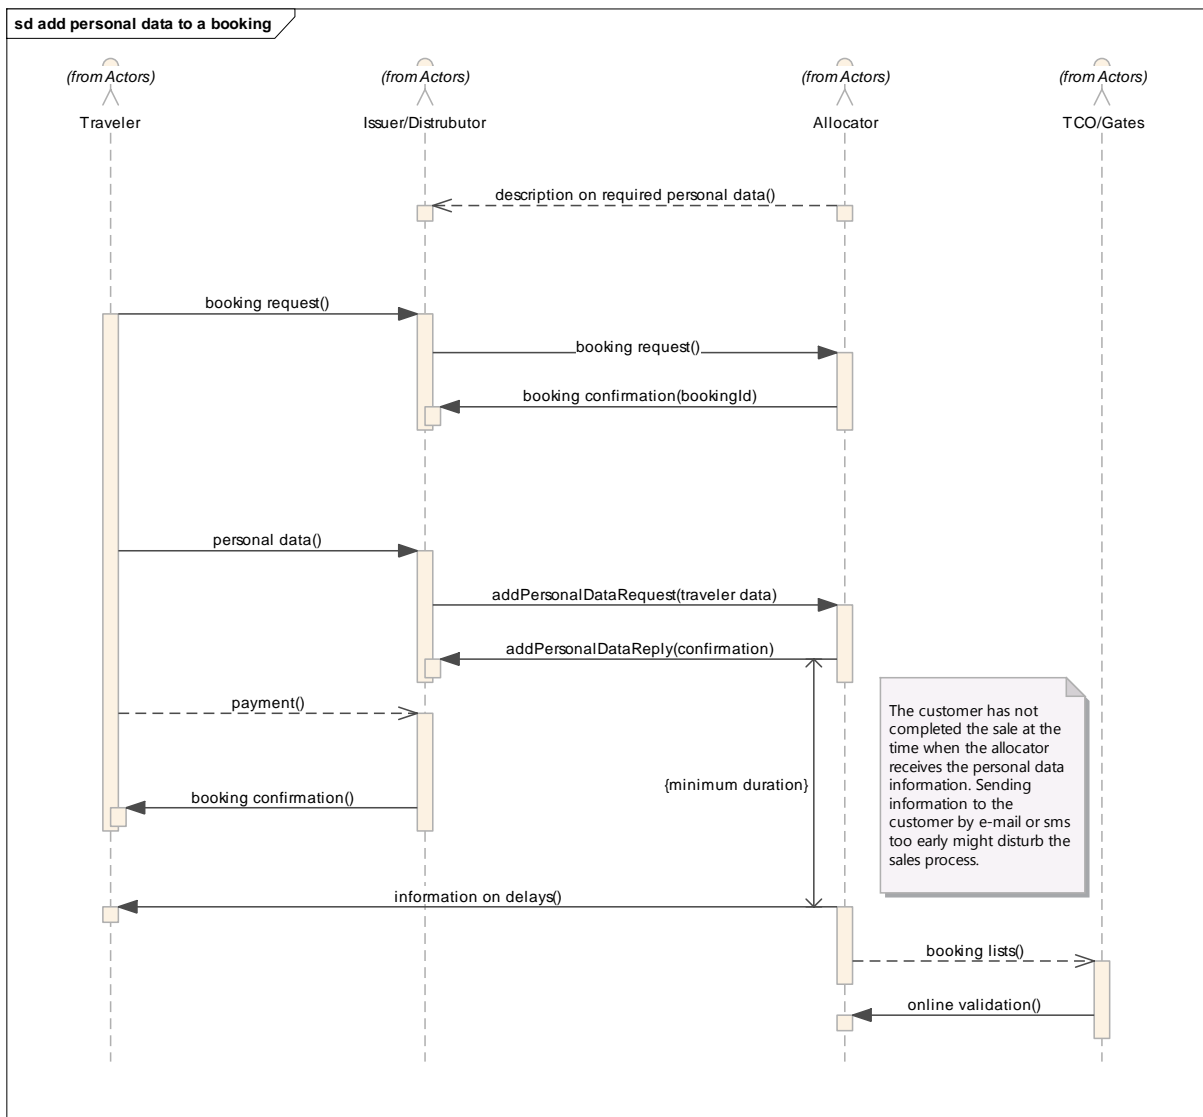 sd add personal data to a booking
(from Actors)
(from Actors)
(from Actors)
(from Actors)
Traveler
Issuer/Distrubutor
Allocator
TCO/Gates
description on required personal data()
booking request()
booking request()
booking confirmation(bookingId)
personal data()
addPersonalDataRequest(traveler data)
addPersonalDataReply(confirmation)
payment()
The customer has not
completed the sale at the
time when the allocator
receives the personal data
information. Sending
information to the
customer by e-mail or sms
too early might disturb the
sales process.
{minimum duration}
booking confirmation()
information on delays()
booking lists()
online validation()